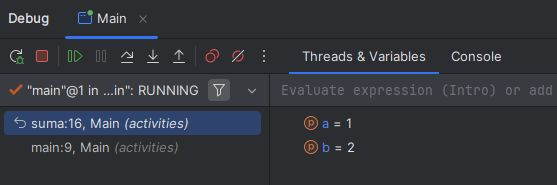 Debug
Main
Threads & Variables
Console
"main"@1 in ...in": RUNNING
Evaluate expression (Intro) or add
suma:16, Main (activities)
main:9, Main (activities)
a = 1
b = 2